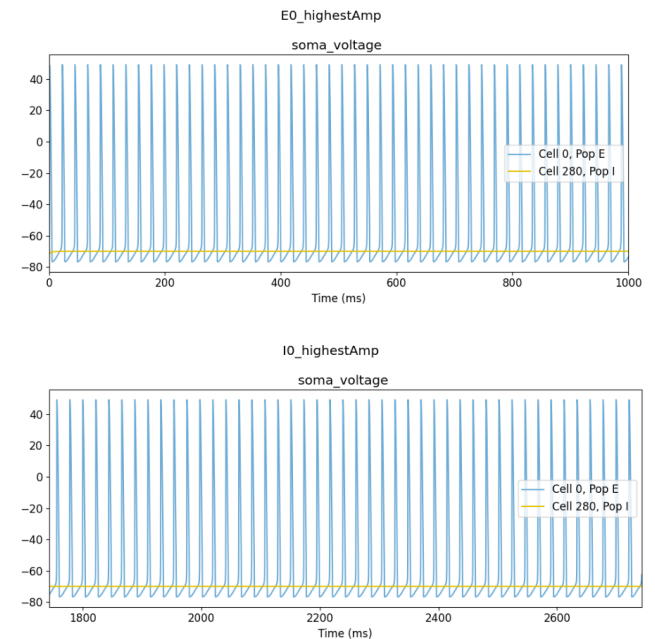 E0_highestAmp
soma_voltage
40
20
0
−20
−40
−60
−80
Cell 0, Pop E
Cell 280, Pop I
0 200 400 600 800 1000
Time (ms)
I0_highestAmp
soma_voltage
40
20
0
−20
−40
−60
−80
Cell 0, Pop E
Cell 280, Pop I
1800 2000 2200 2400 2600
Time (ms)